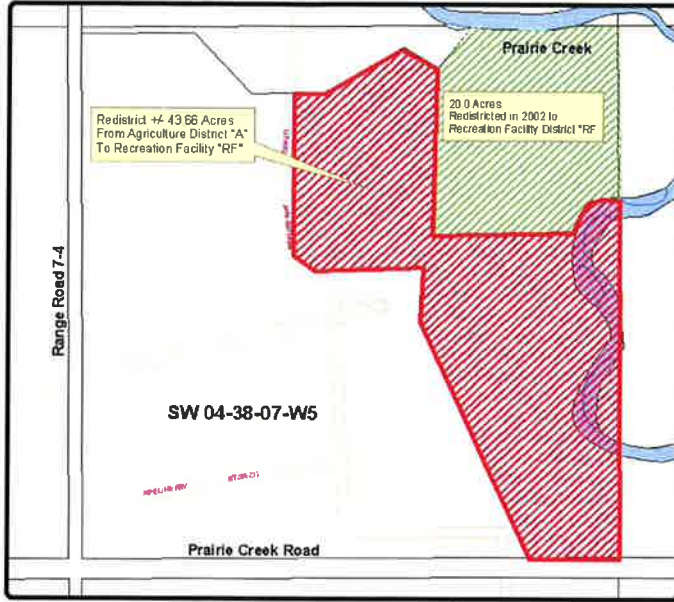 Prairie Creek
20.0 Acres
Redistricted in 2002 to
Recreation Facility District "RF
Redistrict +/- 43.66 Acres
From Agriculture District "A"
To Recreation Facility "RF"
Range Road 7-4
SW 04-38-07-W5
Prairie Creek Road